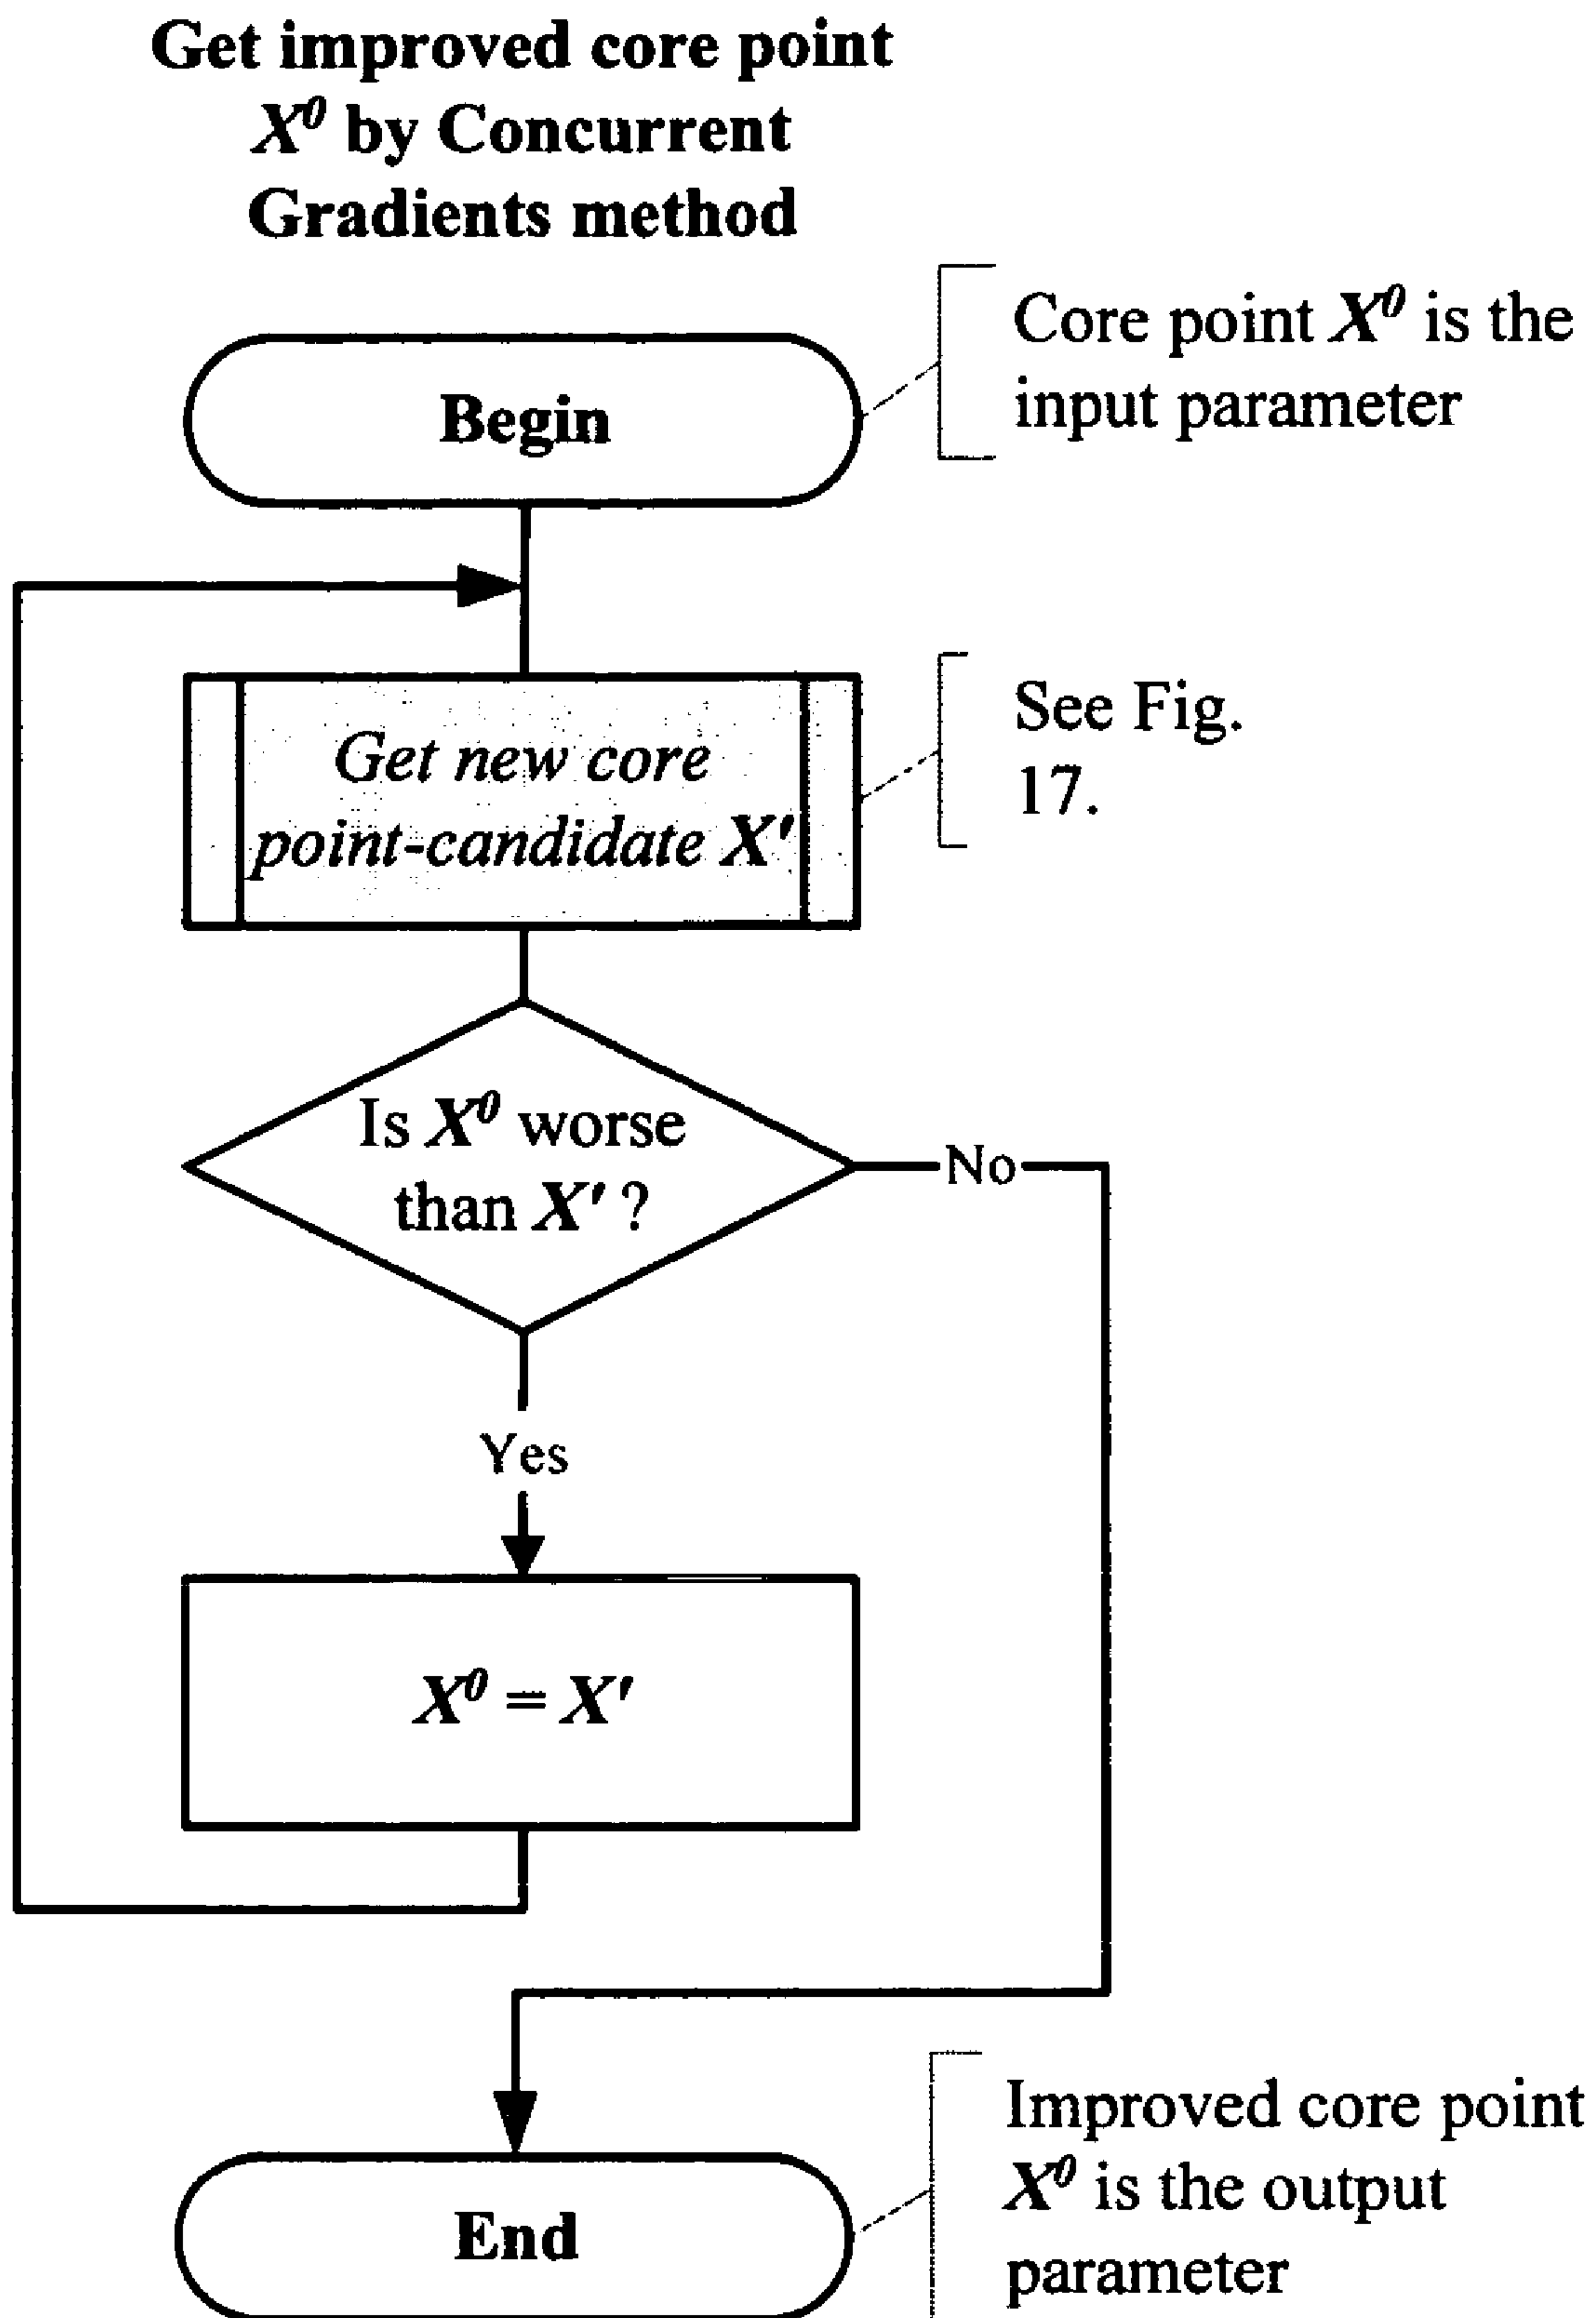 Get improved core point
X⁰ by Concurrent
Gradients method
Core point X⁰ is the
input parameter
Begin
See Fig.
17.
Get new core
point-candidate X'
Is X⁰ worse
than X' ?
No
Yes
X⁰ = X'
Improved core point
X⁰ is the output
parameter
End